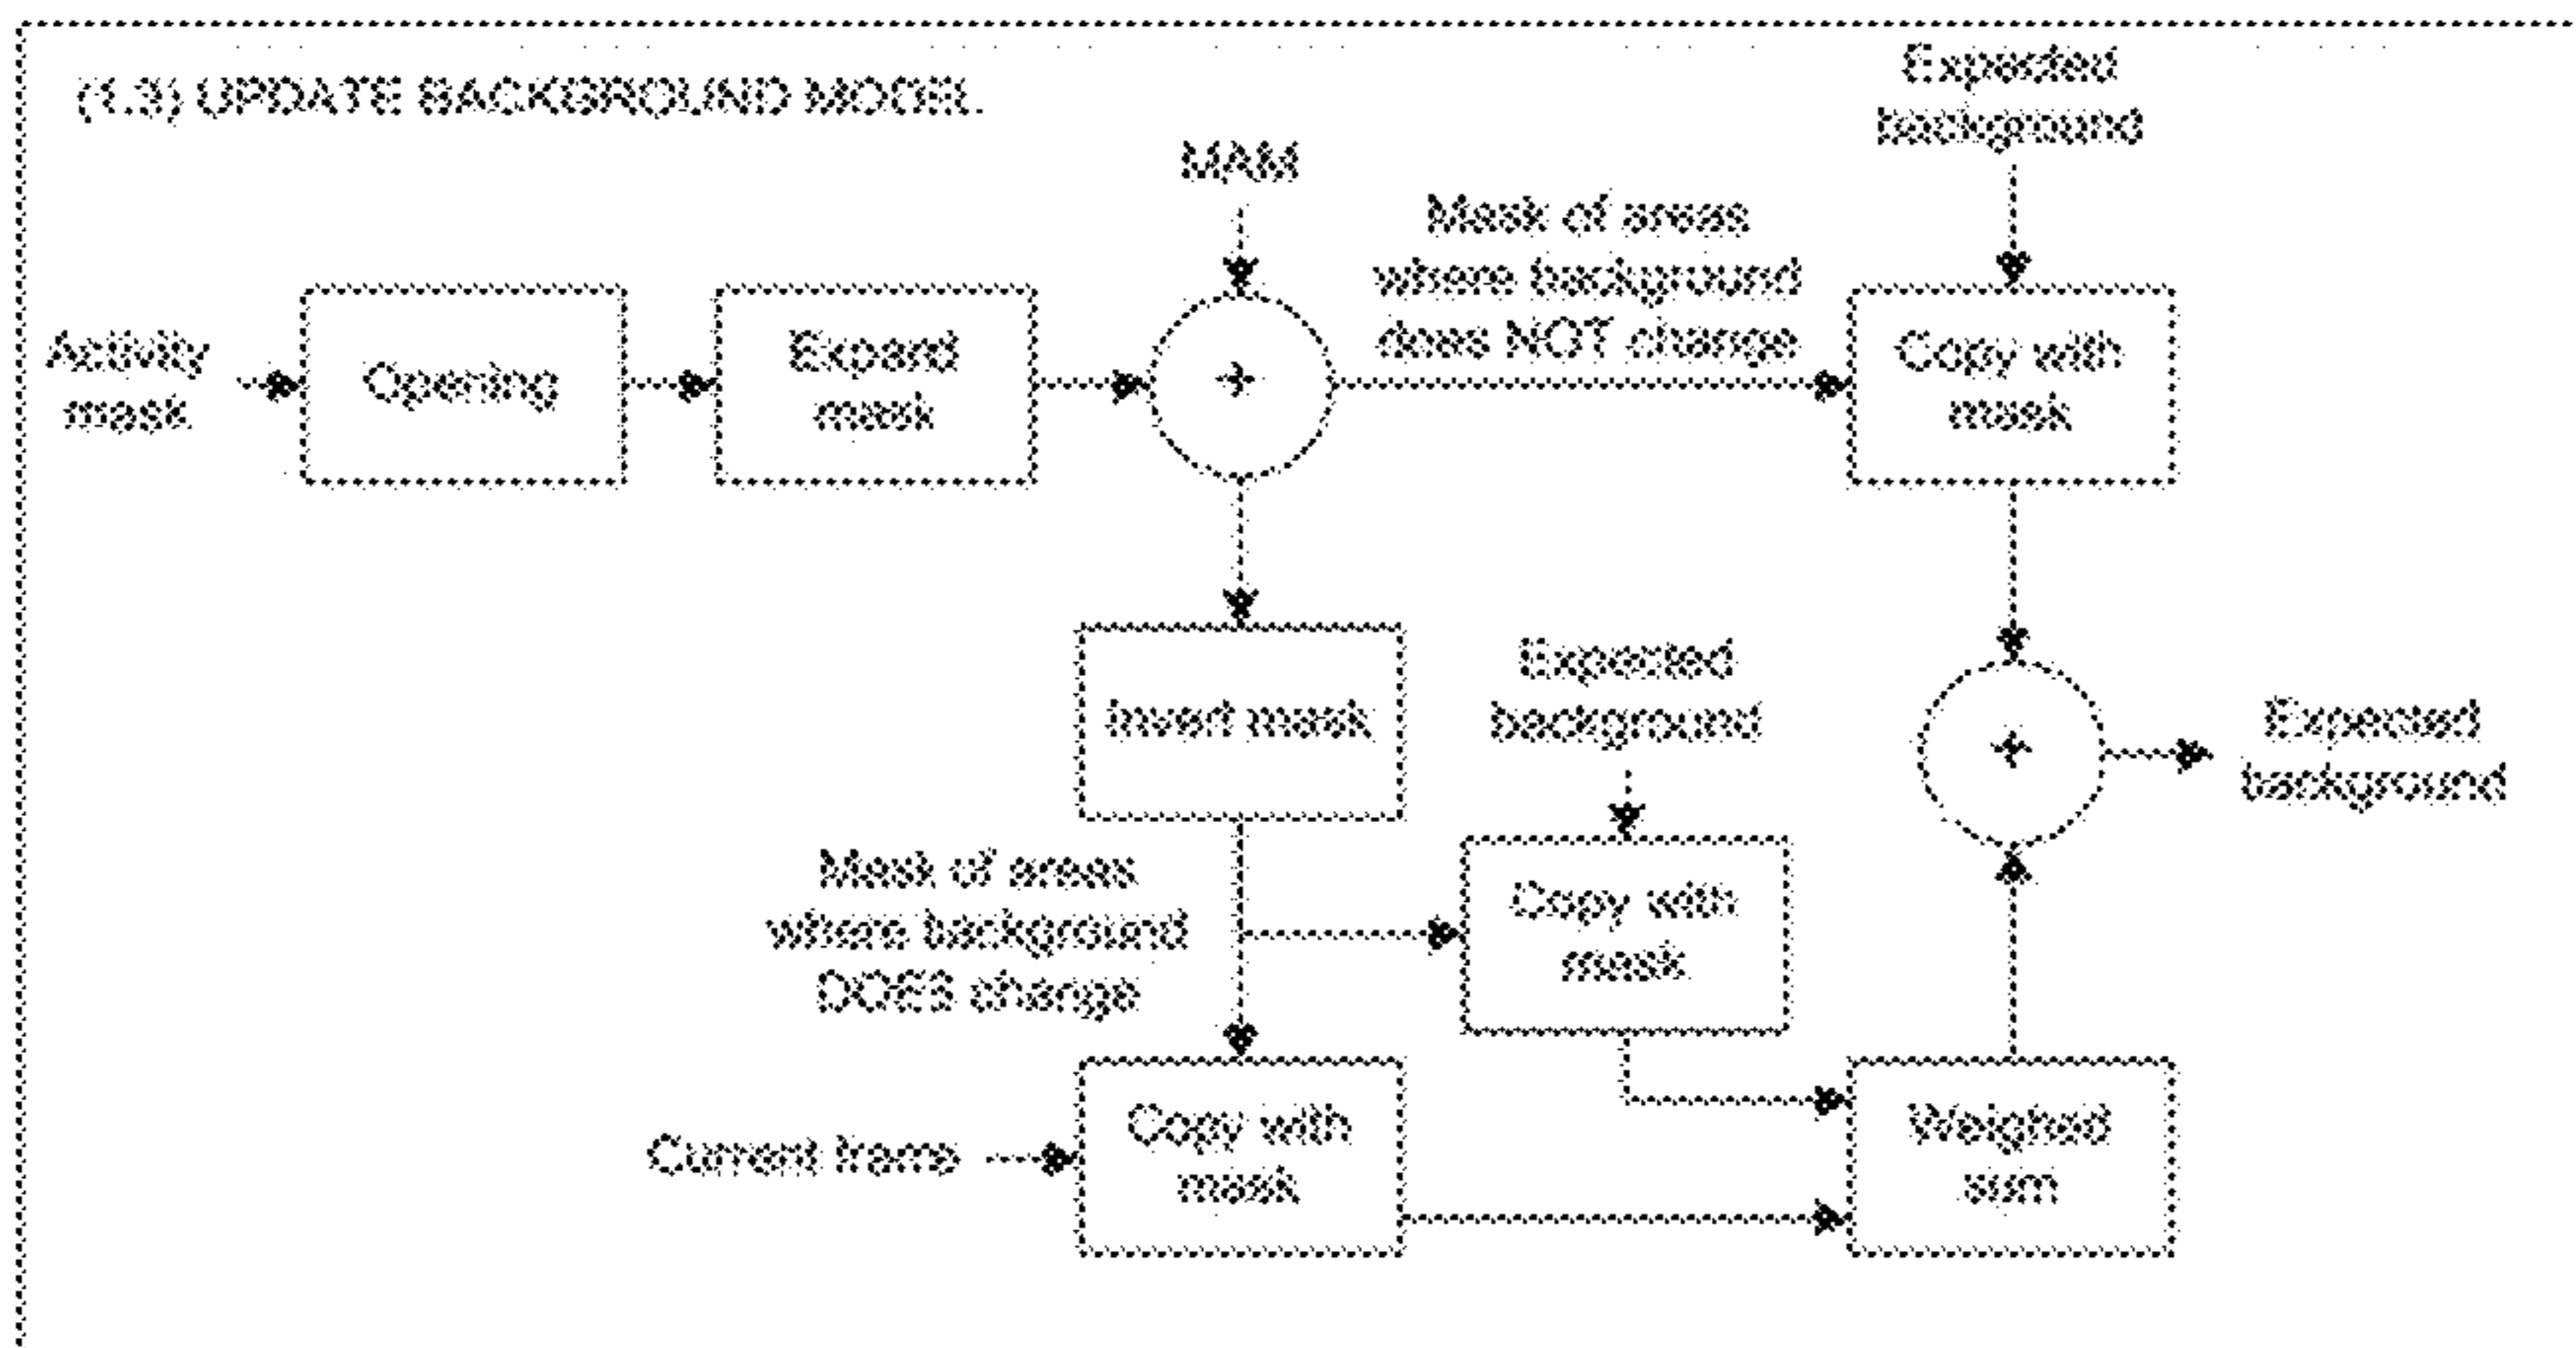 (1.3) UPDATE BACKGROUND MODEL
Expected
background
MAM
Mask of areas
where background
does NOT change
Activity
mask
Opening
Expand
mask
+
Copy with
mask
Invert mask
Expected
background
+
Expected
background
Mask of areas
where background
DOES change
Copy with
mask
Current frame
Copy with
mask
Weighed
sum